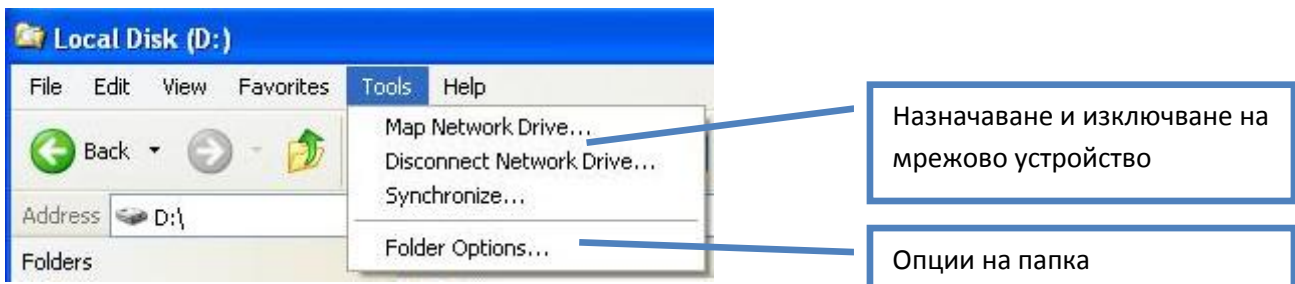 Local Disk (D:)
File Edit View Favorites Tools Help
Back
Map Network Drive...
Disconnect Network Drive...
Synchronize...
Folder Options...
Address D:\
Folders
Назначаване и изключване на
мрежово устройство
Опции на папка